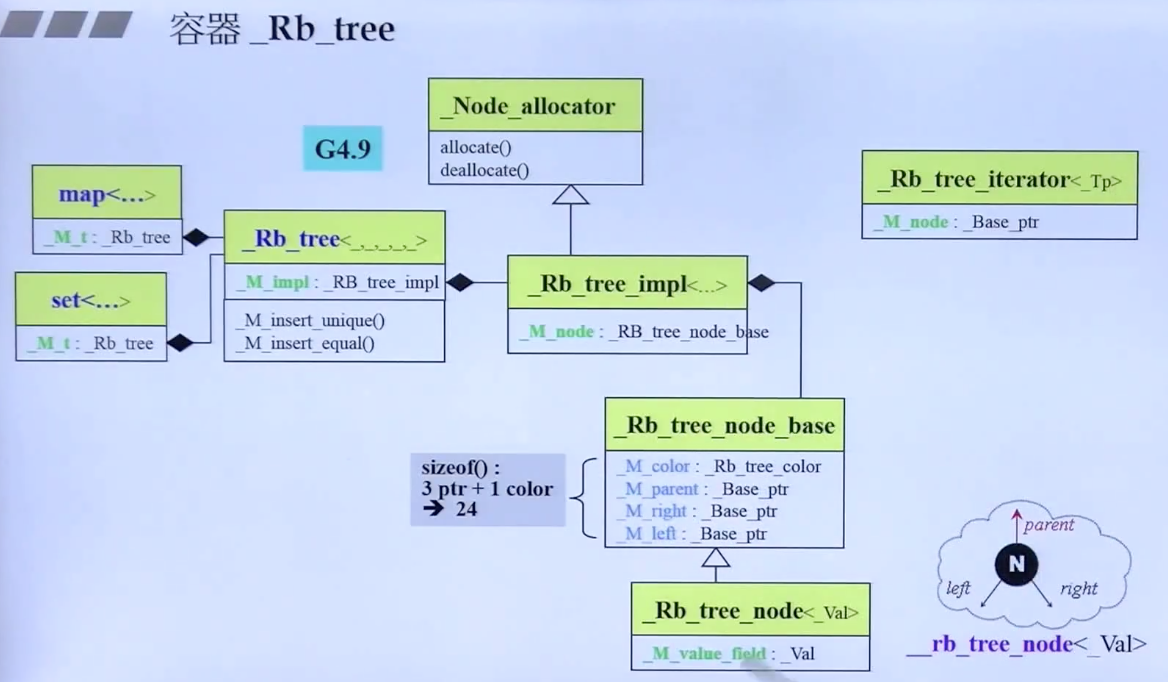 容器 _Rb_tree
_Node_allocator
allocate()
deallocate()
G4.9
map<...>
_M_t : _Rb_tree
set<...>
_M_t : _Rb_tree
_Rb_tree<_,_,_,_,_>
_M_impl : _RB_tree_impl
_M_insert_unique()
_M_insert_equal()
_Rb_tree_impl<...>
_M_node : _RB_tree_node_base
_Rb_tree_iterator<_Tp>
_M_node : _Base_ptr
_Rb_tree_node_base
_M_color : _Rb_tree_color
_M_parent : _Base_ptr
_M_right : _Base_ptr
_M_left : _Base_ptr
sizeof() :
3 ptr + 1 color
➔ 24
_Rb_tree_node<_Val>
_M_value_field : _Val
parent
N
left
right
__rb_tree_node<_Val>